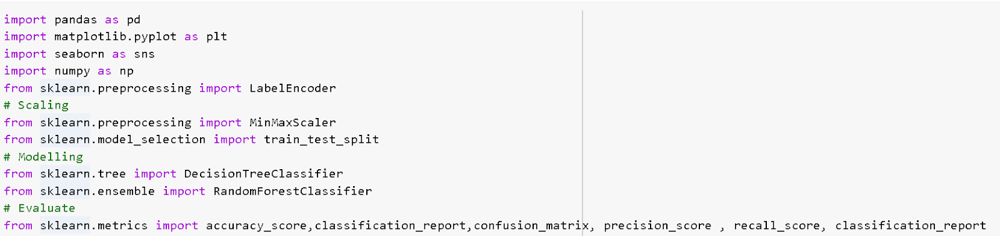 import pandas as pd
import matplotlib.pyplot as plt
import seaborn as sns
import numpy as np
from sklearn.preprocessing import LabelEncoder
# Scaling
from sklearn.preprocessing import MinMaxScaler
from sklearn.model_selection import train_test_split
# Modelling
from sklearn.tree import DecisionTreeClassifier
from sklearn.ensemble import RandomForestClassifier
# Evaluate
from sklearn.metrics import accuracy_score,classification_report,confusion_matrix, precision_score , recall_score, classification_report